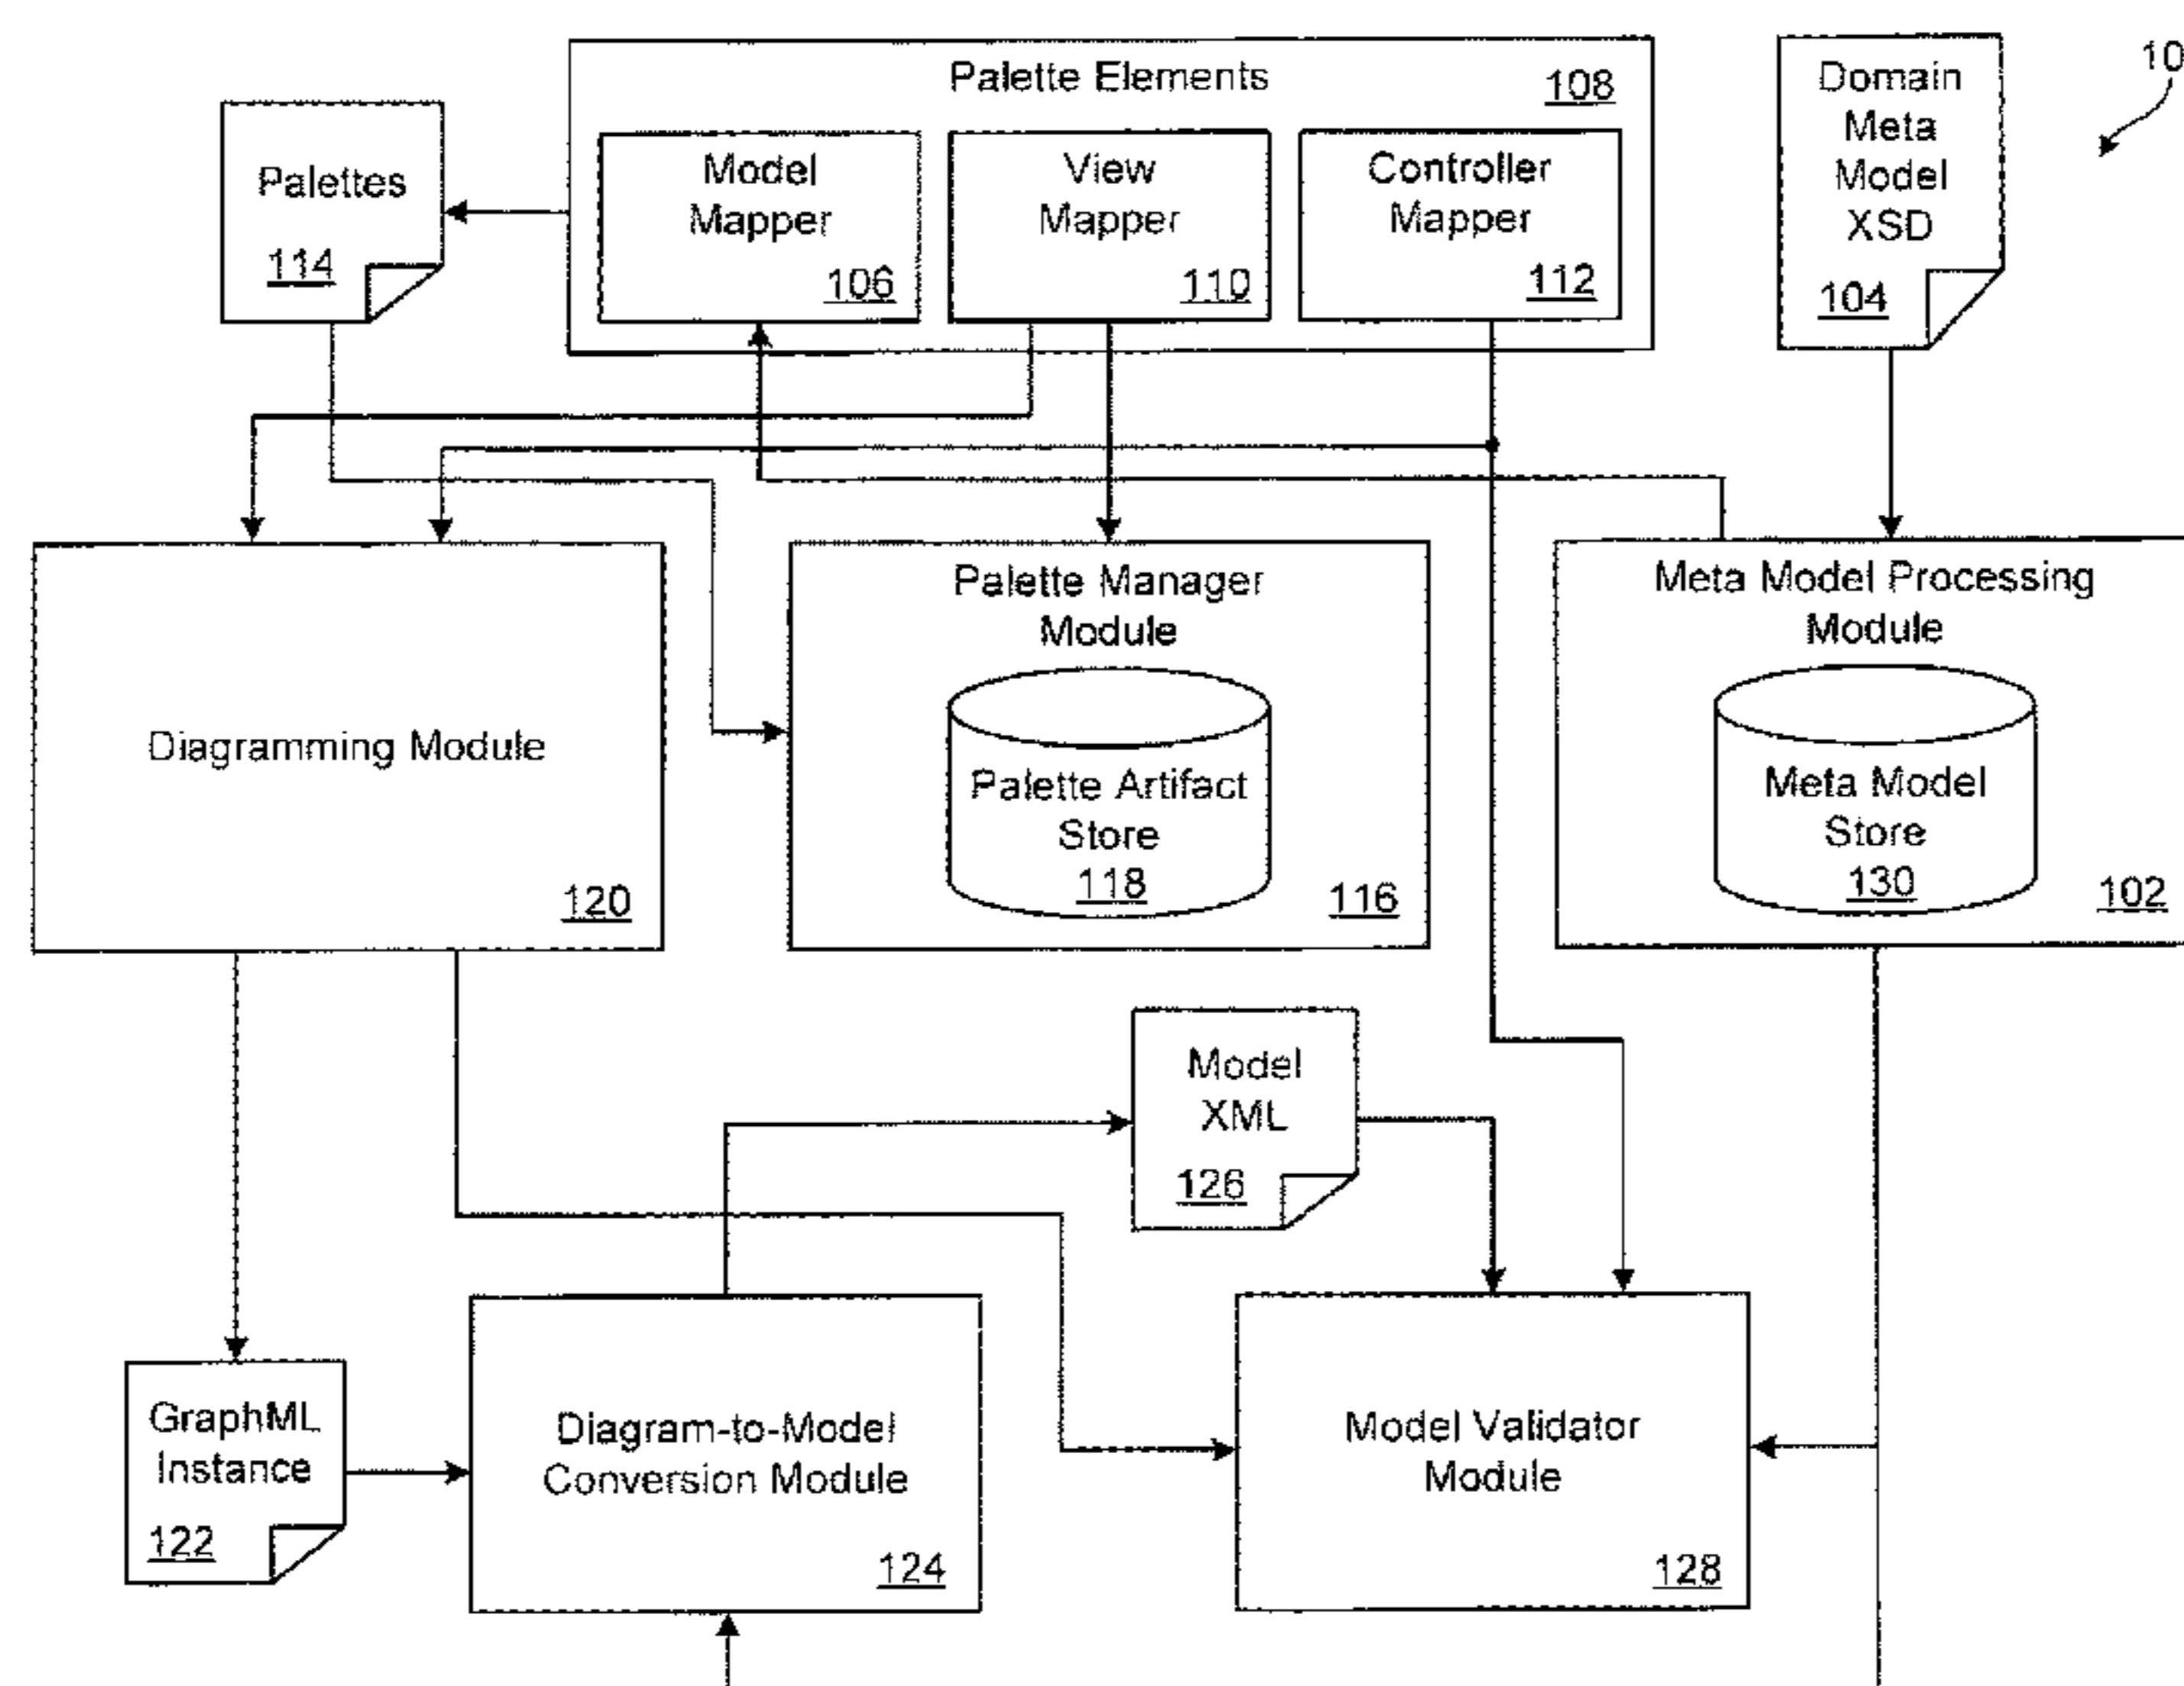 Palette Elements
108
Domain
Meta
Model
XSD
104
10
Palettes
114
Model
Mapper
106
View
Mapper
110
Controller
Mapper
112
Diagramming Module
120
Palette Manager
Module
Palette Artifact
Store
118
116
Meta Model Processing
Module
Meta Model
Store
130
102
Model
XML
126
GraphML
Instance
122
Diagram-to-Model
Conversion Module
124
Model Validator
Module
128